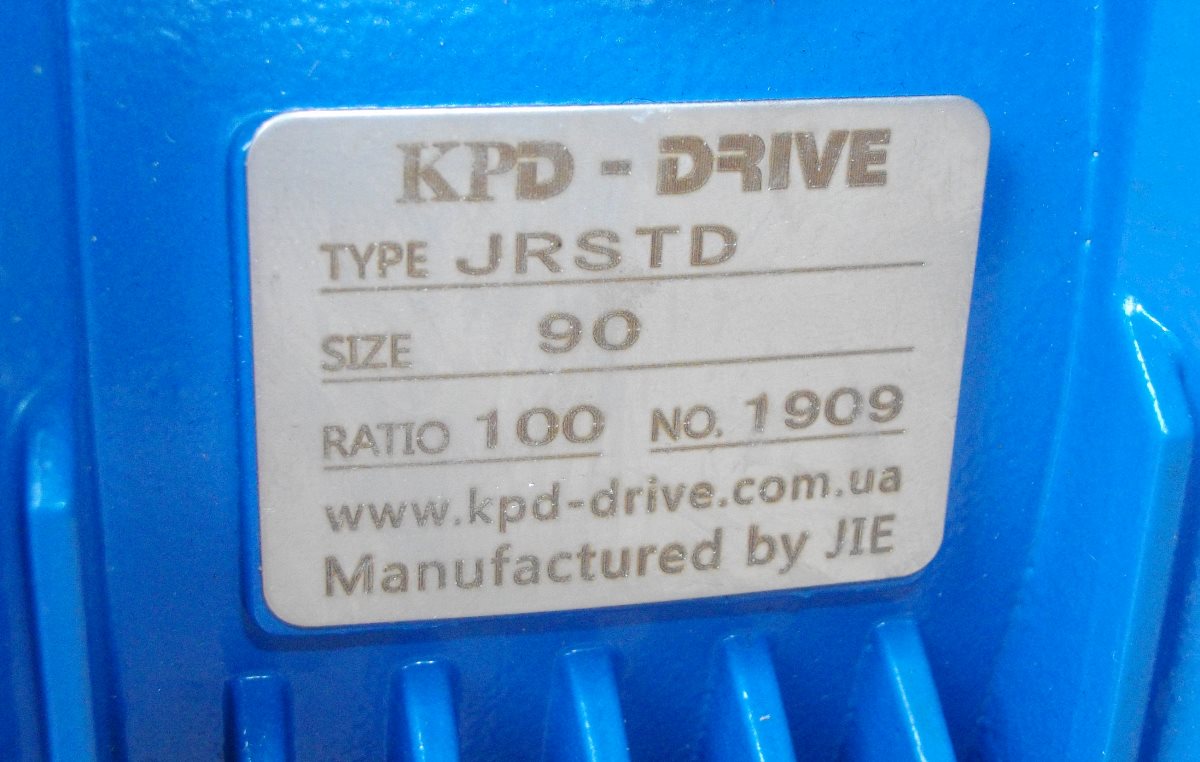 KPD - DRIVE
TYPE JRSTD
SIZE 90
RATIO 100 NO. 1909
www.kpd-drive.com.ua
Manufactured by JIE